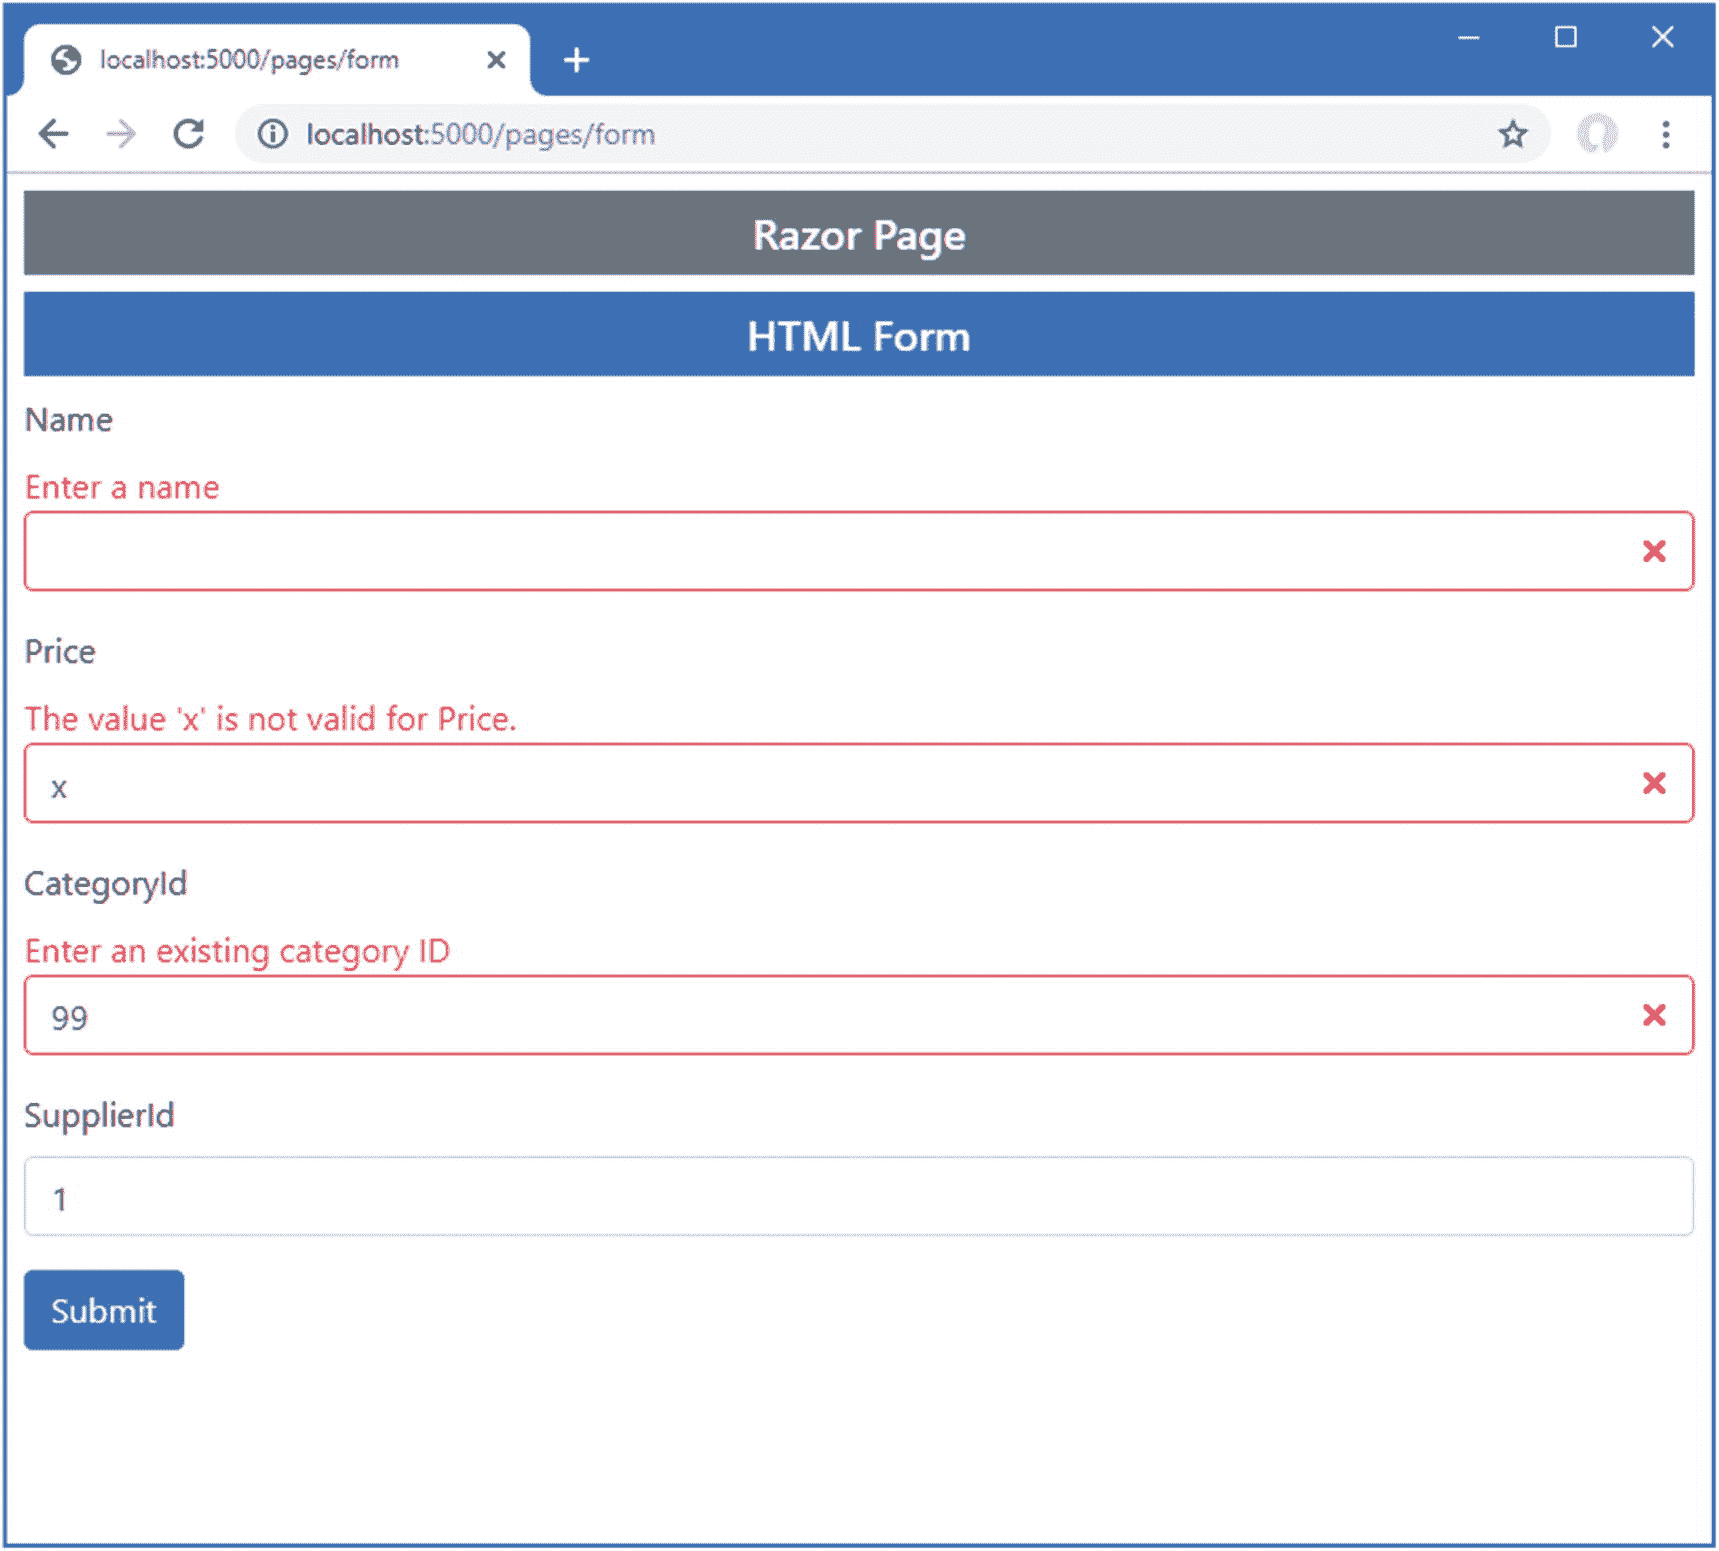 localhost:5000/pages/form
localhost:5000/pages/form
Razor Page
HTML Form
Name
Enter a name
Price
The value 'x' is not valid for Price.
x
CategoryId
Enter an existing category ID
99
SupplierId
1
Submit